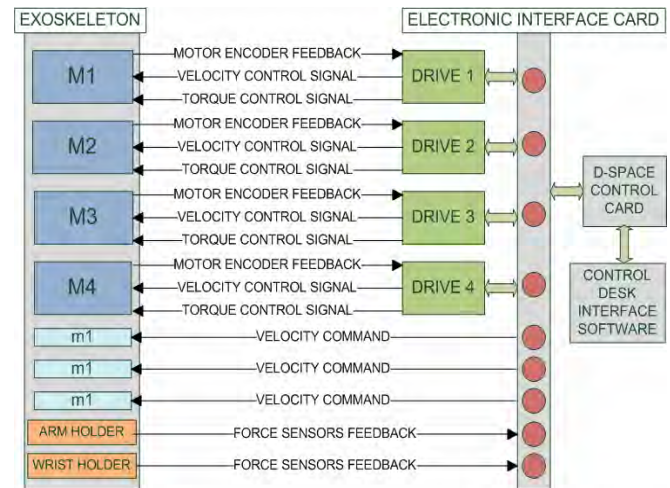 EXOSKELETON
ELECTRONIC INTERFACE CARD
M1
MOTOR ENCODER FEEDBACK
VELOCITY CONTROL SIGNAL
TORQUE CONTROL SIGNAL
DRIVE 1
M2
MOTOR ENCODER FEEDBACK
VELOCITY CONTROL SIGNAL
TORQUE CONTROL SIGNAL
DRIVE 2
M3
MOTOR ENCODER FEEDBACK
VELOCITY CONTROL SIGNAL
TORQUE CONTROL SIGNAL
DRIVE 3
M4
MOTOR ENCODER FEEDBACK
VELOCITY CONTROL SIGNAL
TORQUE CONTROL SIGNAL
DRIVE 4
m1
VELOCITY COMMAND
m1
VELOCITY COMMAND
m1
VELOCITY COMMAND
ARM HOLDER
FORCE SENSORS FEEDBACK
WRIST HOLDER
FORCE SENSORS FEEDBACK
D-SPACE
CONTROL
CARD
CONTROL
DESK
INTERFACE
SOFTWARE